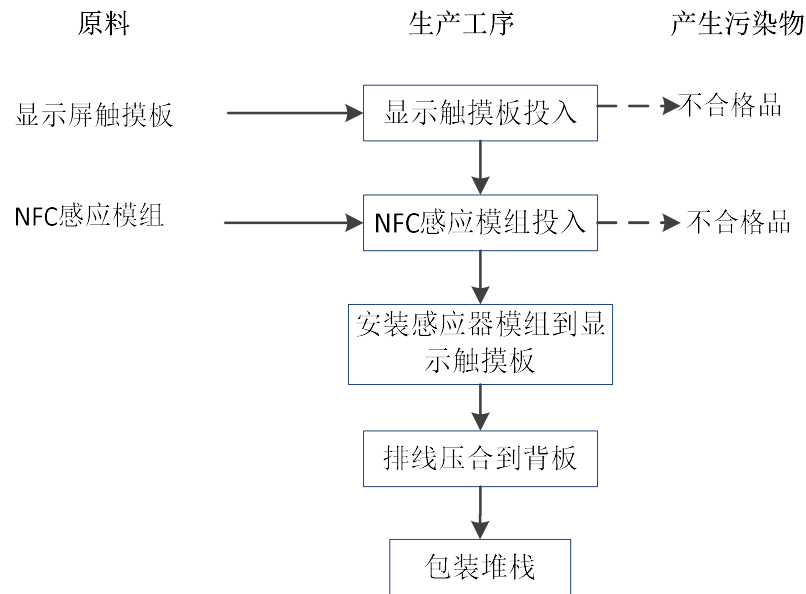 原料
生产工序
产生污染物
显示屏触摸板
显示触摸板投入
不合格品
NFC感应模组
NFC感应模组投入
不合格品
安装感应器模组到显
示触摸板
排线压合到背板
包装堆栈